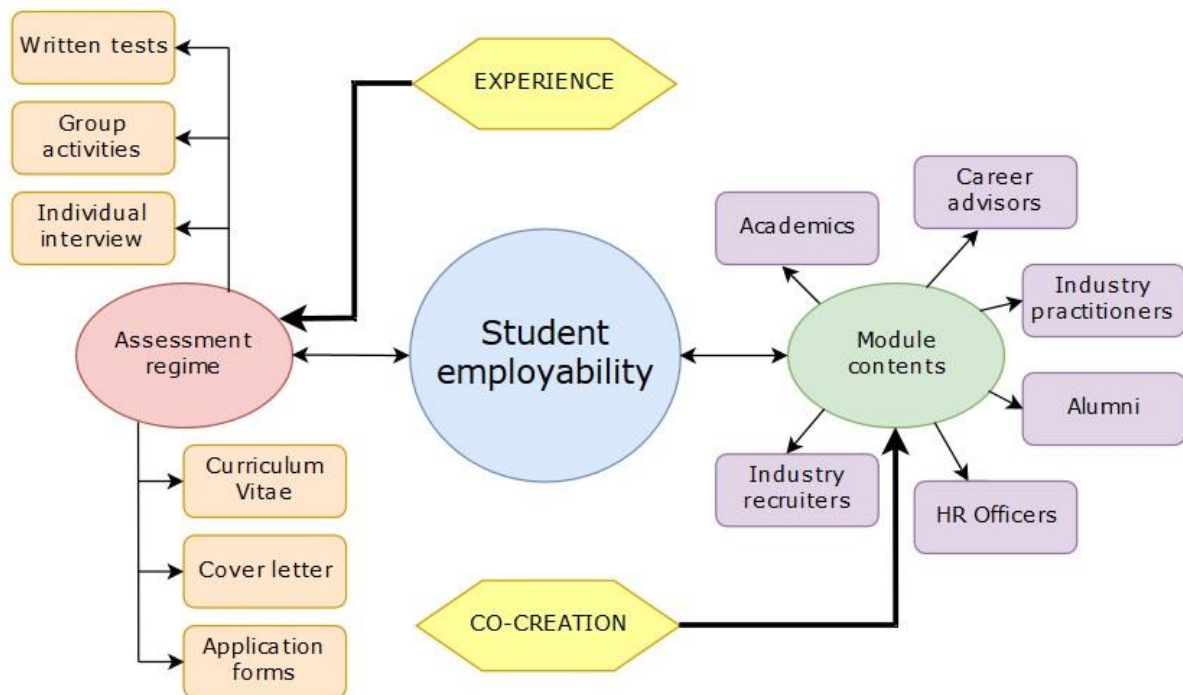 Written tests
Group
activities
Individual
interview
Assessment
regime
Curriculum
Vitae
Cover letter
Application
forms
EXPERIENCE
Student
employability
CO-CREATION
Academics
Career
advisors
Industry
practitioners
Module
contents
Alumni
Industry
recruiters
HR Officers